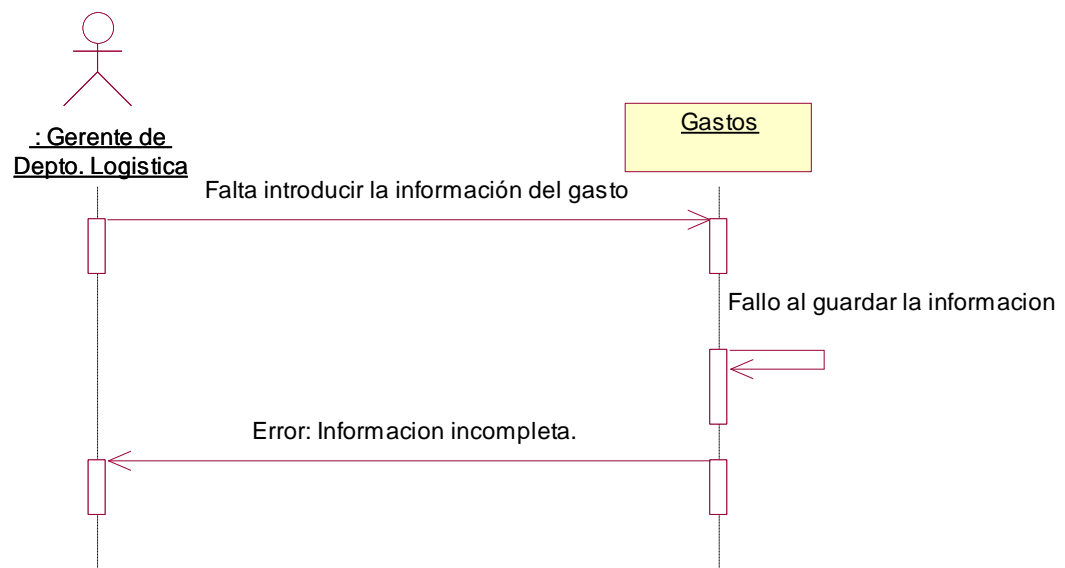 : Gerente de
Depto. Logistica
Gastos
Falta introducir la información del gasto
Fallo al guardar la informacion
Error: Informacion incompleta.